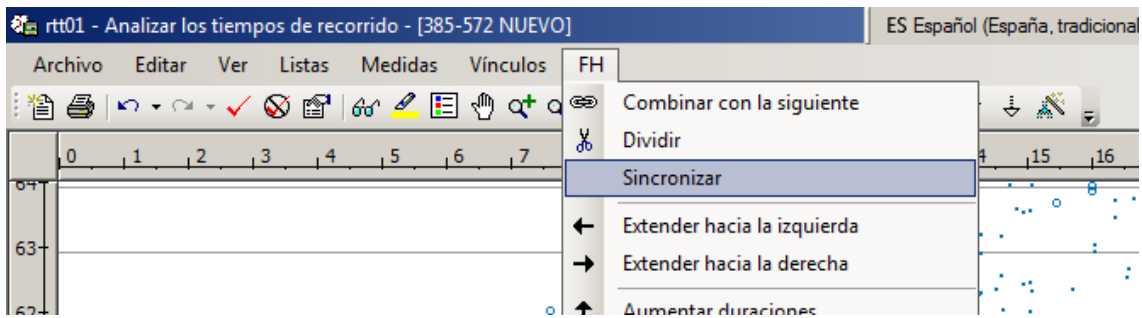 rtt01 - Analizar los tiempos de recorrido - [385-572 NUEVO]
ES Español (España, tradicional
Archivo Editar Ver Listas Medidas Vínculos FH
Combinar con la siguiente
Dividir
0 1 2 3 4 5 6 7 15 16
Sincronizar
64
Extender hacia la izquierda
63
Extender hacia la derecha
Aumentar duraciones
62